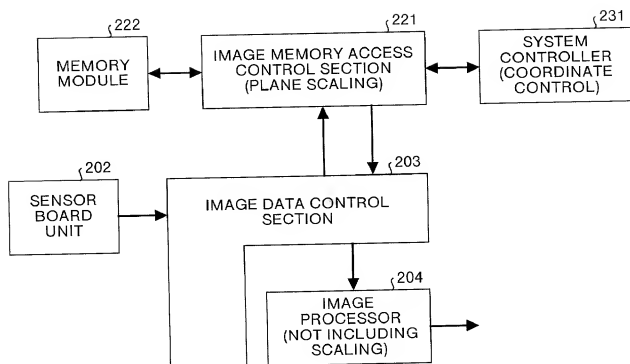 222
MEMORY
MODULE
221
IMAGE MEMORY ACCESS
CONTROL SECTION
(PLANE SCALING)
231
SYSTEM
CONTROLLER
(COORDINATE
CONTROL)
202
SENSOR
BOARD
UNIT
203
IMAGE DATA CONTROL
SECTION
204
IMAGE
PROCESSOR
(NOT INCLUDING
SCALING)